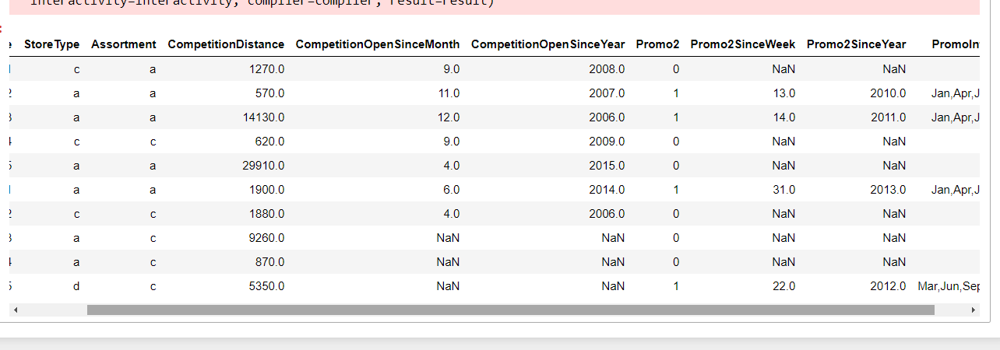 interactivity=interactivity, compiler=compiler, result=result)
:
e StoreType Assortment CompetitionDistance CompetitionOpenSinceMonth CompetitionOpenSinceYear Promo2 Promo2SinceWeek Promo2SinceYear PromoIn
1 c a 1270.0 9.0 2008.0 0 NaN NaN
2 a a 570.0 11.0 2007.0 1 13.0 2010.0 Jan,Apr,J
3 a a 14130.0 12.0 2006.0 1 14.0 2011.0 Jan,Apr,J
4 c c 620.0 9.0 2009.0 0 NaN NaN
5 a a 29910.0 4.0 2015.0 0 NaN NaN
1 a a 1900.0 6.0 2014.0 1 31.0 2013.0 Jan,Apr,J
2 c c 1880.0 4.0 2006.0 0 NaN NaN
3 a c 9260.0 NaN NaN 0 NaN NaN
4 a c 870.0 NaN NaN 0 NaN NaN
5 d c 5350.0 NaN NaN 1 22.0 2012.0 Mar,Jun,Sep